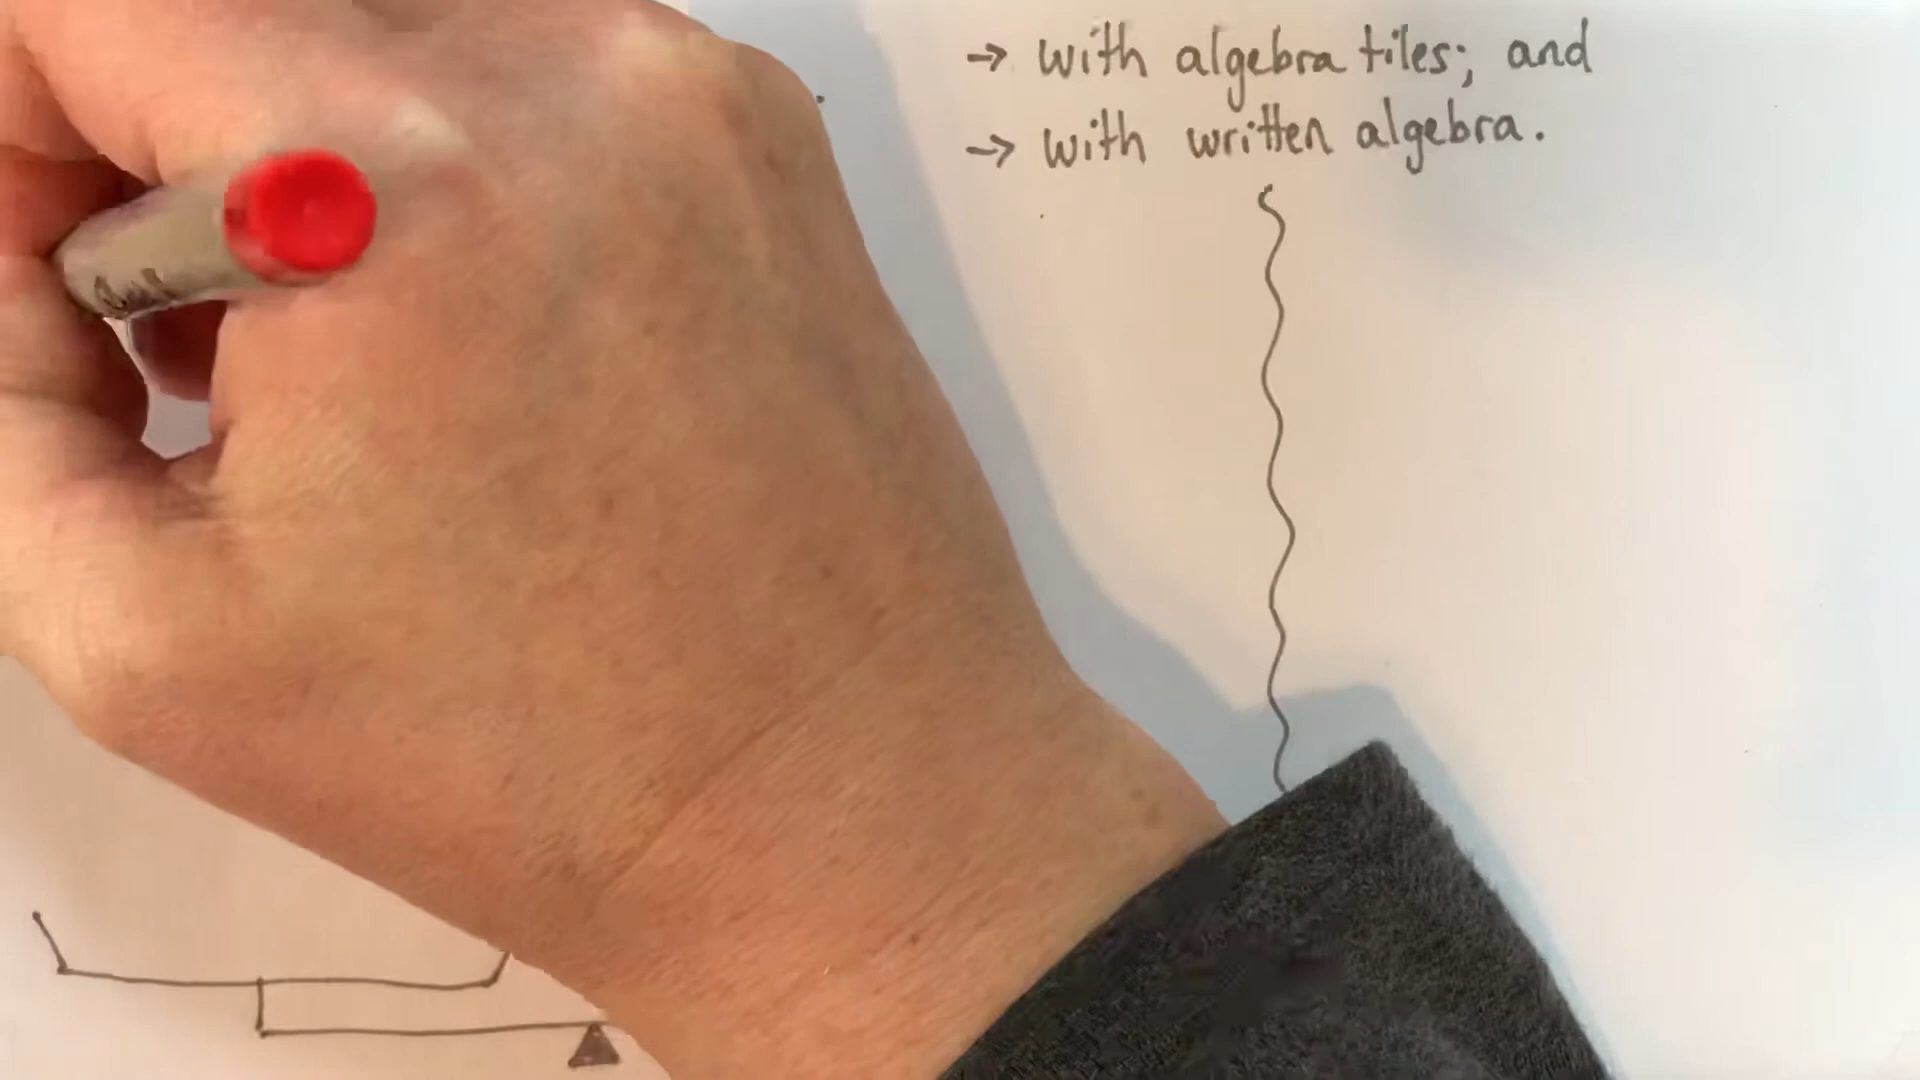 → with algebra tiles; and
→ with written algebra.